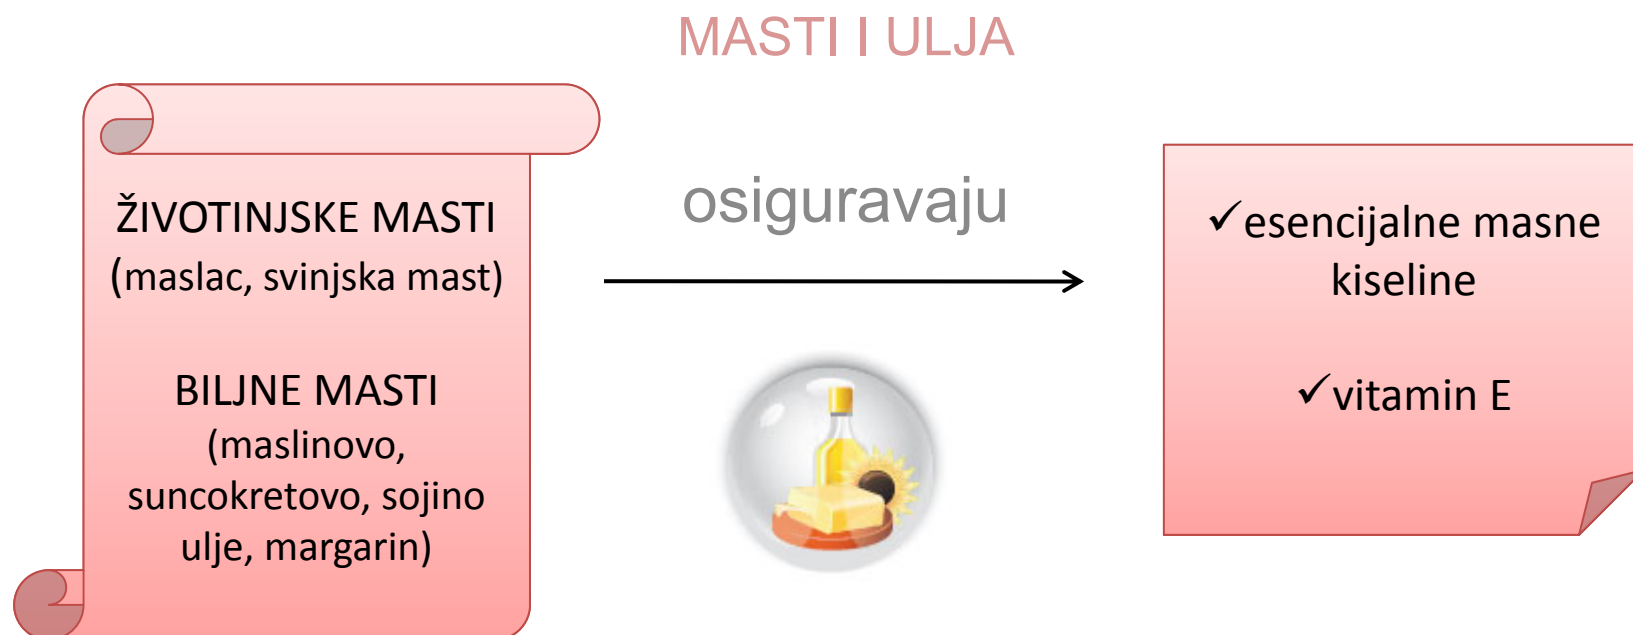 MASTI I ULJA
ŽIVOTINJSKE MASTI
(maslac, svinjska mast)
BILJNE MASTI
(maslinovo,
suncokretovo, sojino
ulje, margarin)
osiguravaju
✓esencijalne masne
kiseline
✓vitamin E